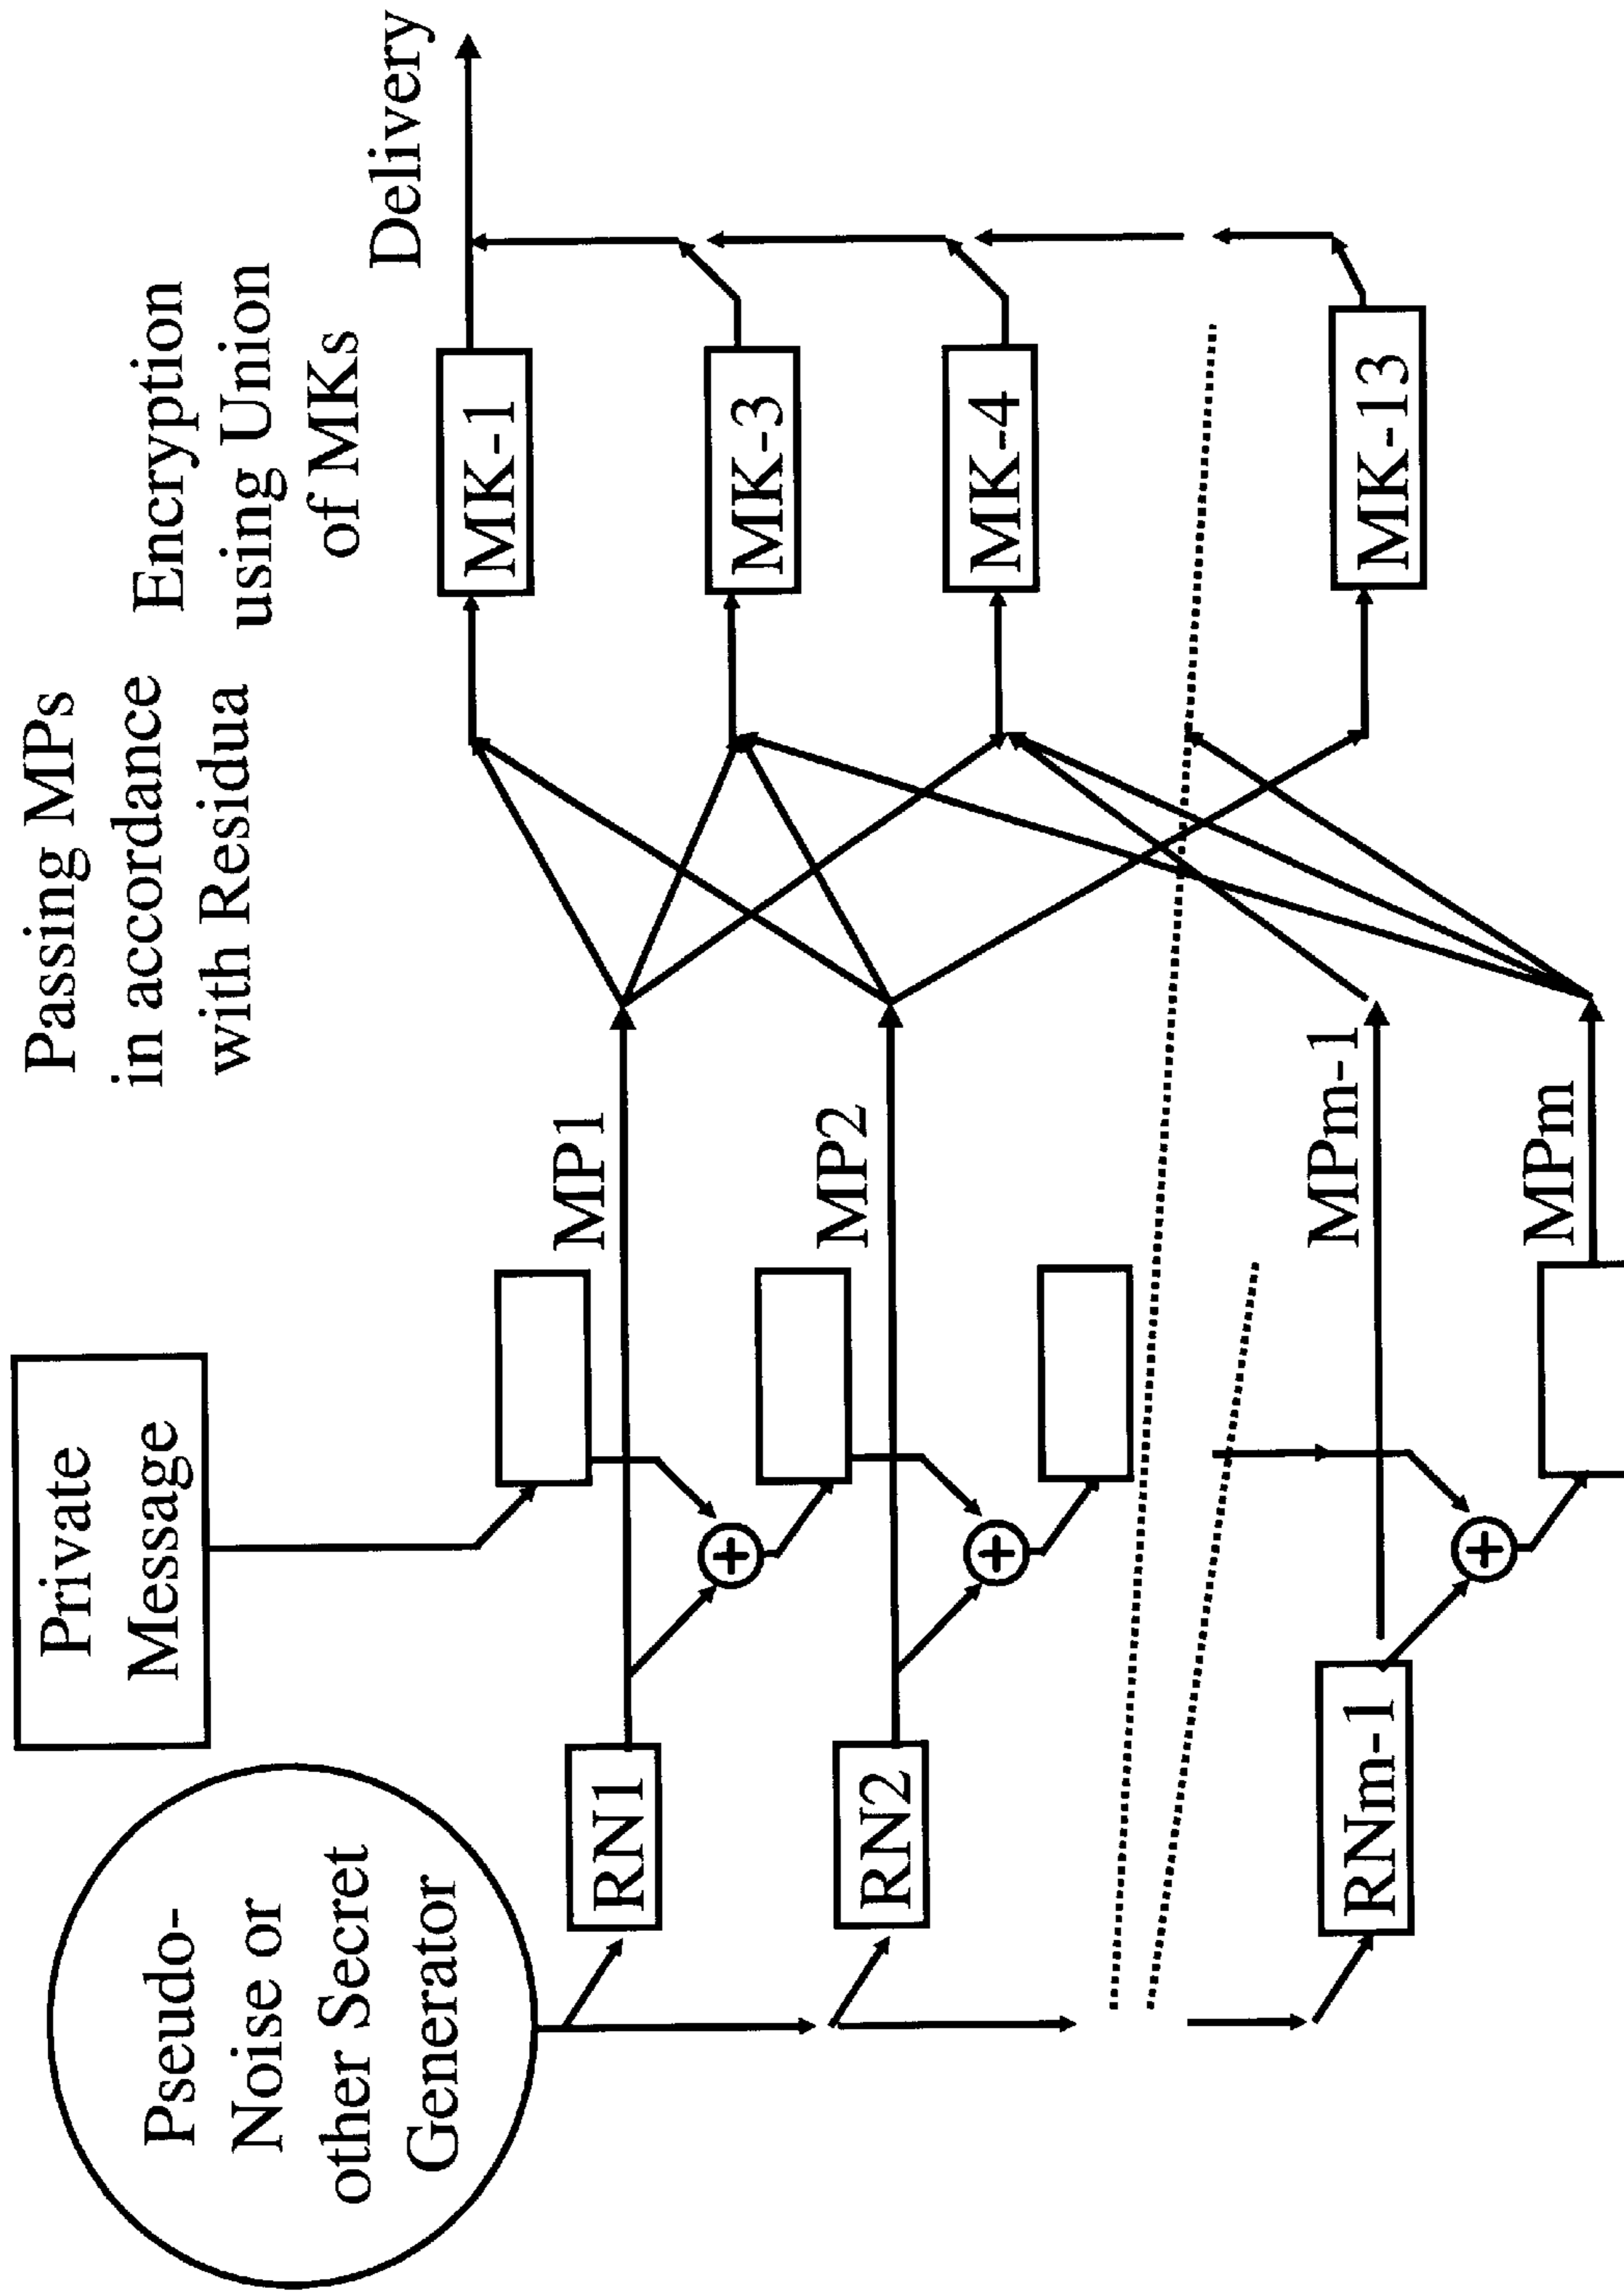 Pseudo-
Noise or
other Secret
Generator
Private
Message
Passing MPs
in accordance
with Residua
Encryption
using Union
of MKs
Delivery
RN1
MP1
MK-1
RN2
MP2
MK-3
MK-4
RNm-1
MPm-1
MK-13
MPm